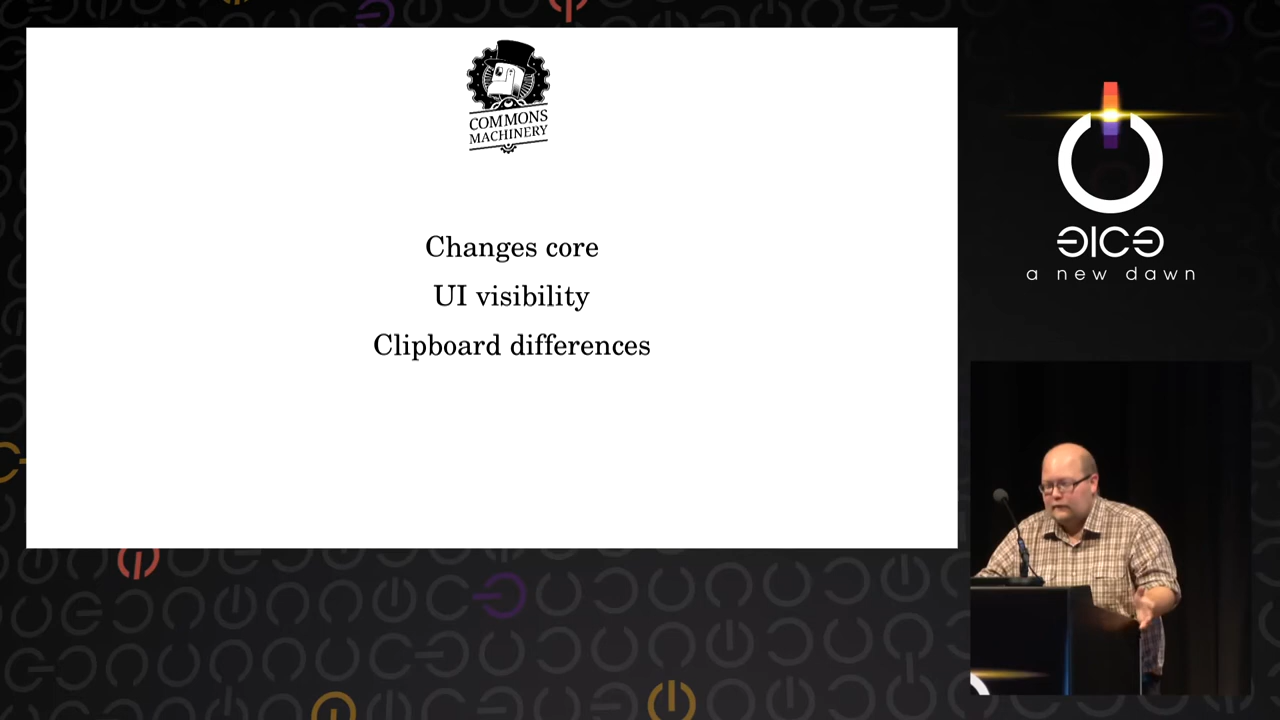 COMMONS
MACHINERY
Changes core
UI visibility
Clipboard differences
a new dawn